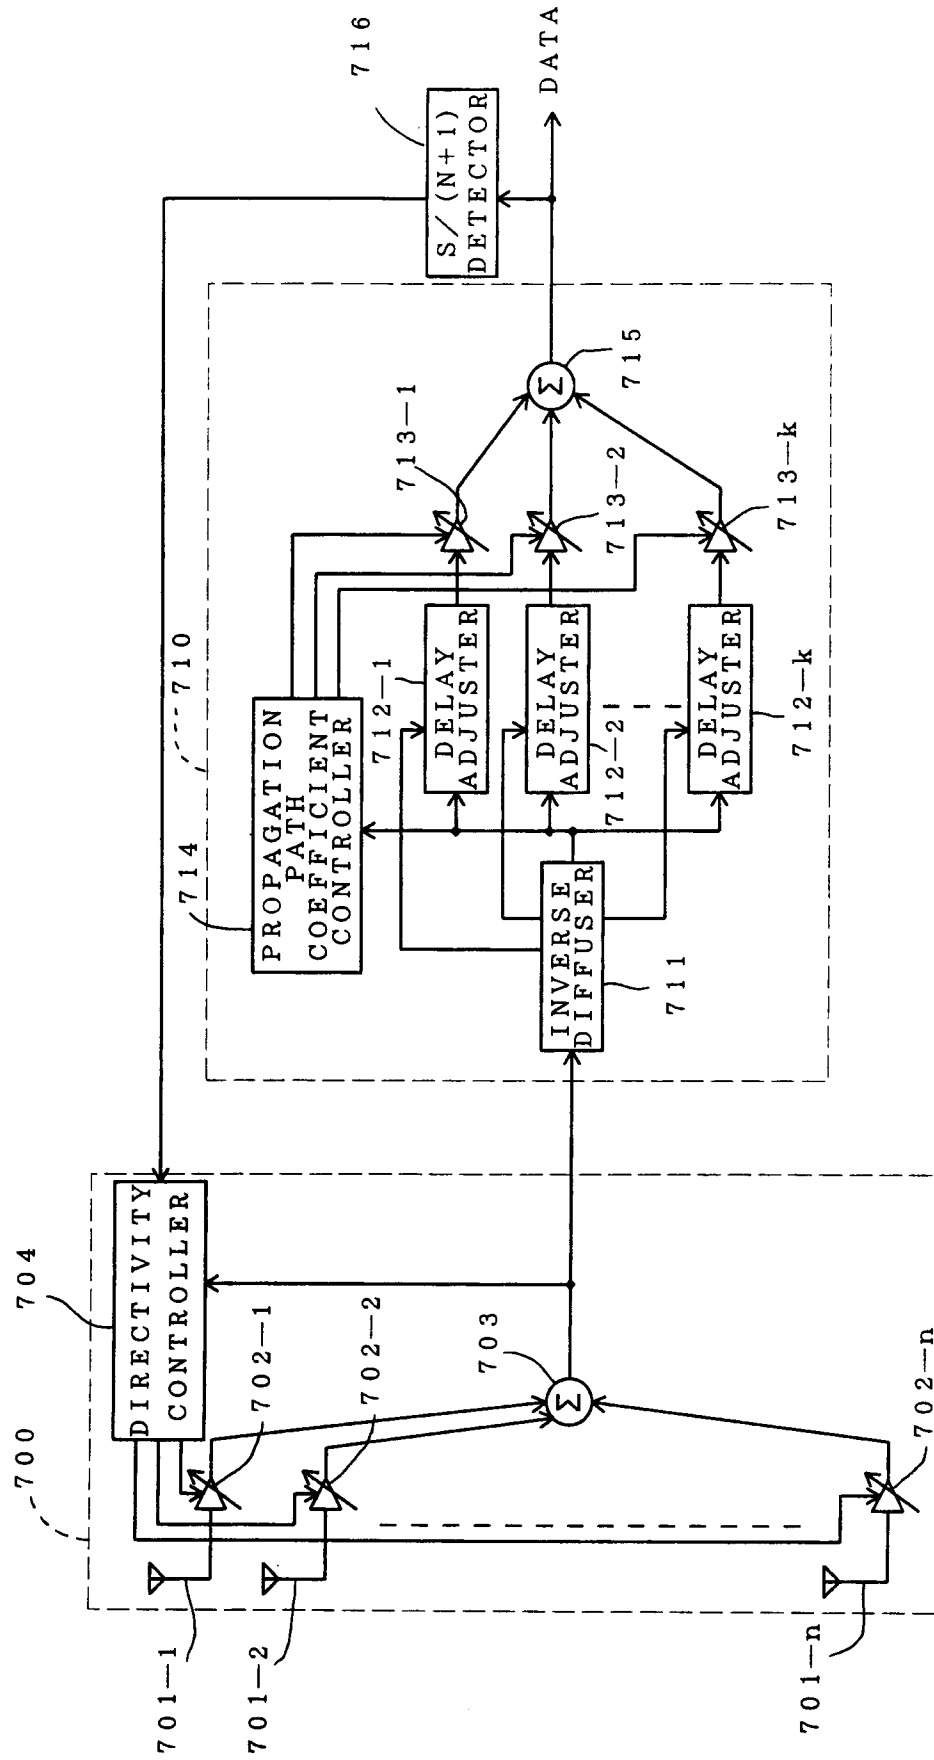 700
704
DIRECTIVITY
CONTROLLER
701-1
702-1
701-2
702-2
703
Σ
701-n
702-n
710
714
PROPAGATION
PATH
COEFFICIENT
CONTROLLER
711
INVERSE
DIFFUSER
712-1
DELAY
ADJUSTER
712-2
DELAY
ADJUSTER
712-k
DELAY
ADJUSTER
713-1
713-2
713-k
Σ
715
716
S/(N+1)
DETECTOR
DATA